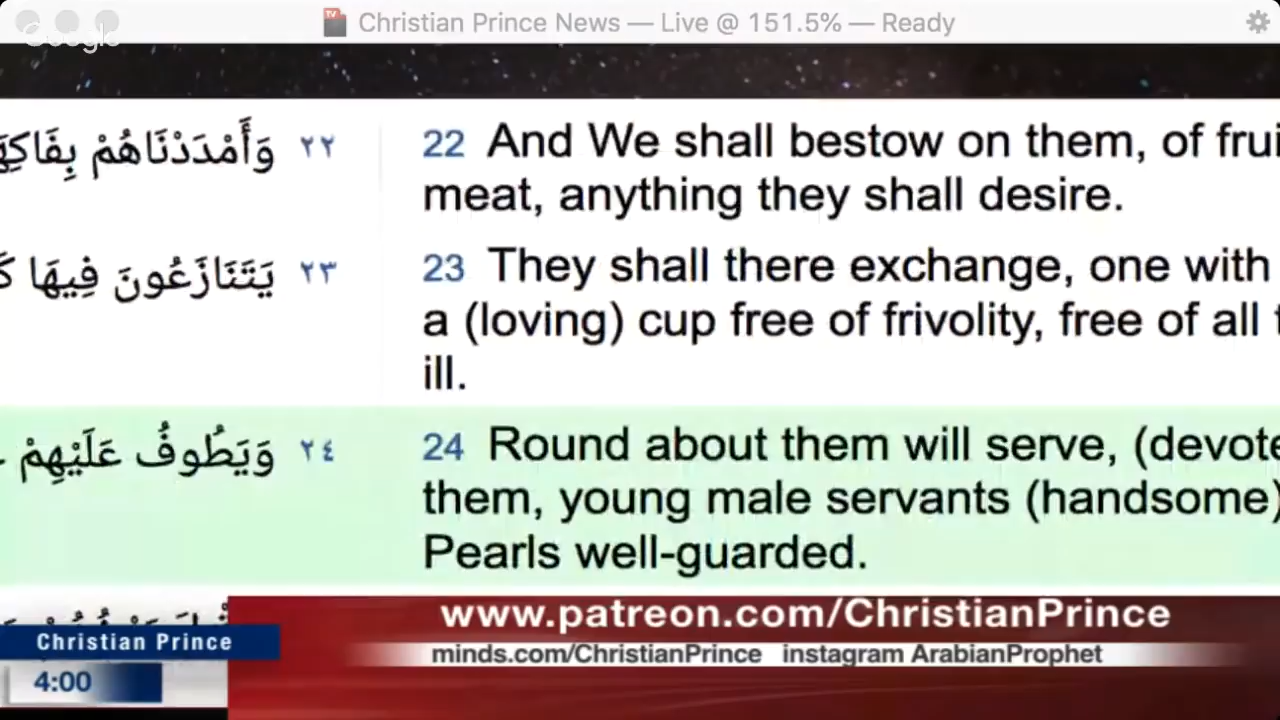 Christian Prince News — Live @ 151.5% — Ready
Google
وَأَمْدَدْنَاهُمْ ٢٢
22 And We shall bestow on them, of
meat, anything they shall desire.
يَتَنَازَعُونَ فِيهَا ٢٣
23 They shall there exchange, one with
a (loving) cup free of frivolity, free of all
ill.
وَيَطُوفُ عَلَيْهِمْ ٢٤
24 Round about them will serve,
them, young male servants (handsome)
Pearls well-guarded.
www.patreon.com/ChristianPrince
Christian Prince
minds.com/ChristianPrince instagram ArabianProphet
4:00